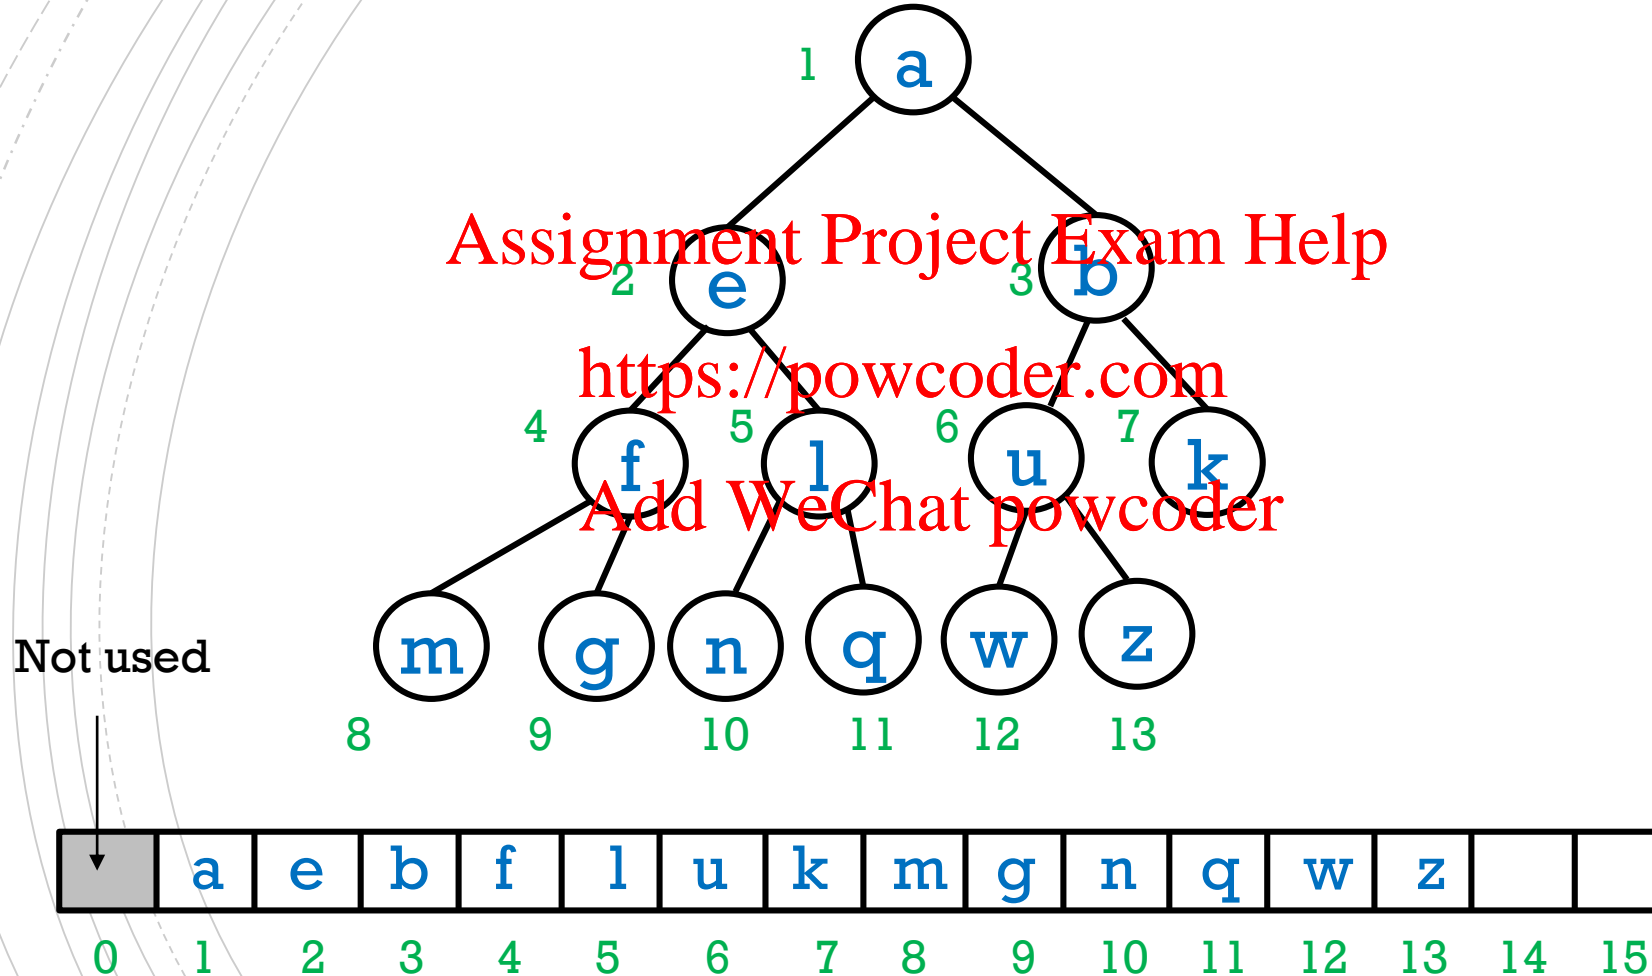 1 a
Assignment Project Exam Help
2 e 3 b
https://powcoder.com
4 f 5 l 6 u 7 k
Add WeChat powcoder
m g n q w z
Not used
8 9 10 11 12 13
a e b f l u k m g n q w z
0 1 2 3 4 5 6 7 8 9 10 11 12 13 14 15